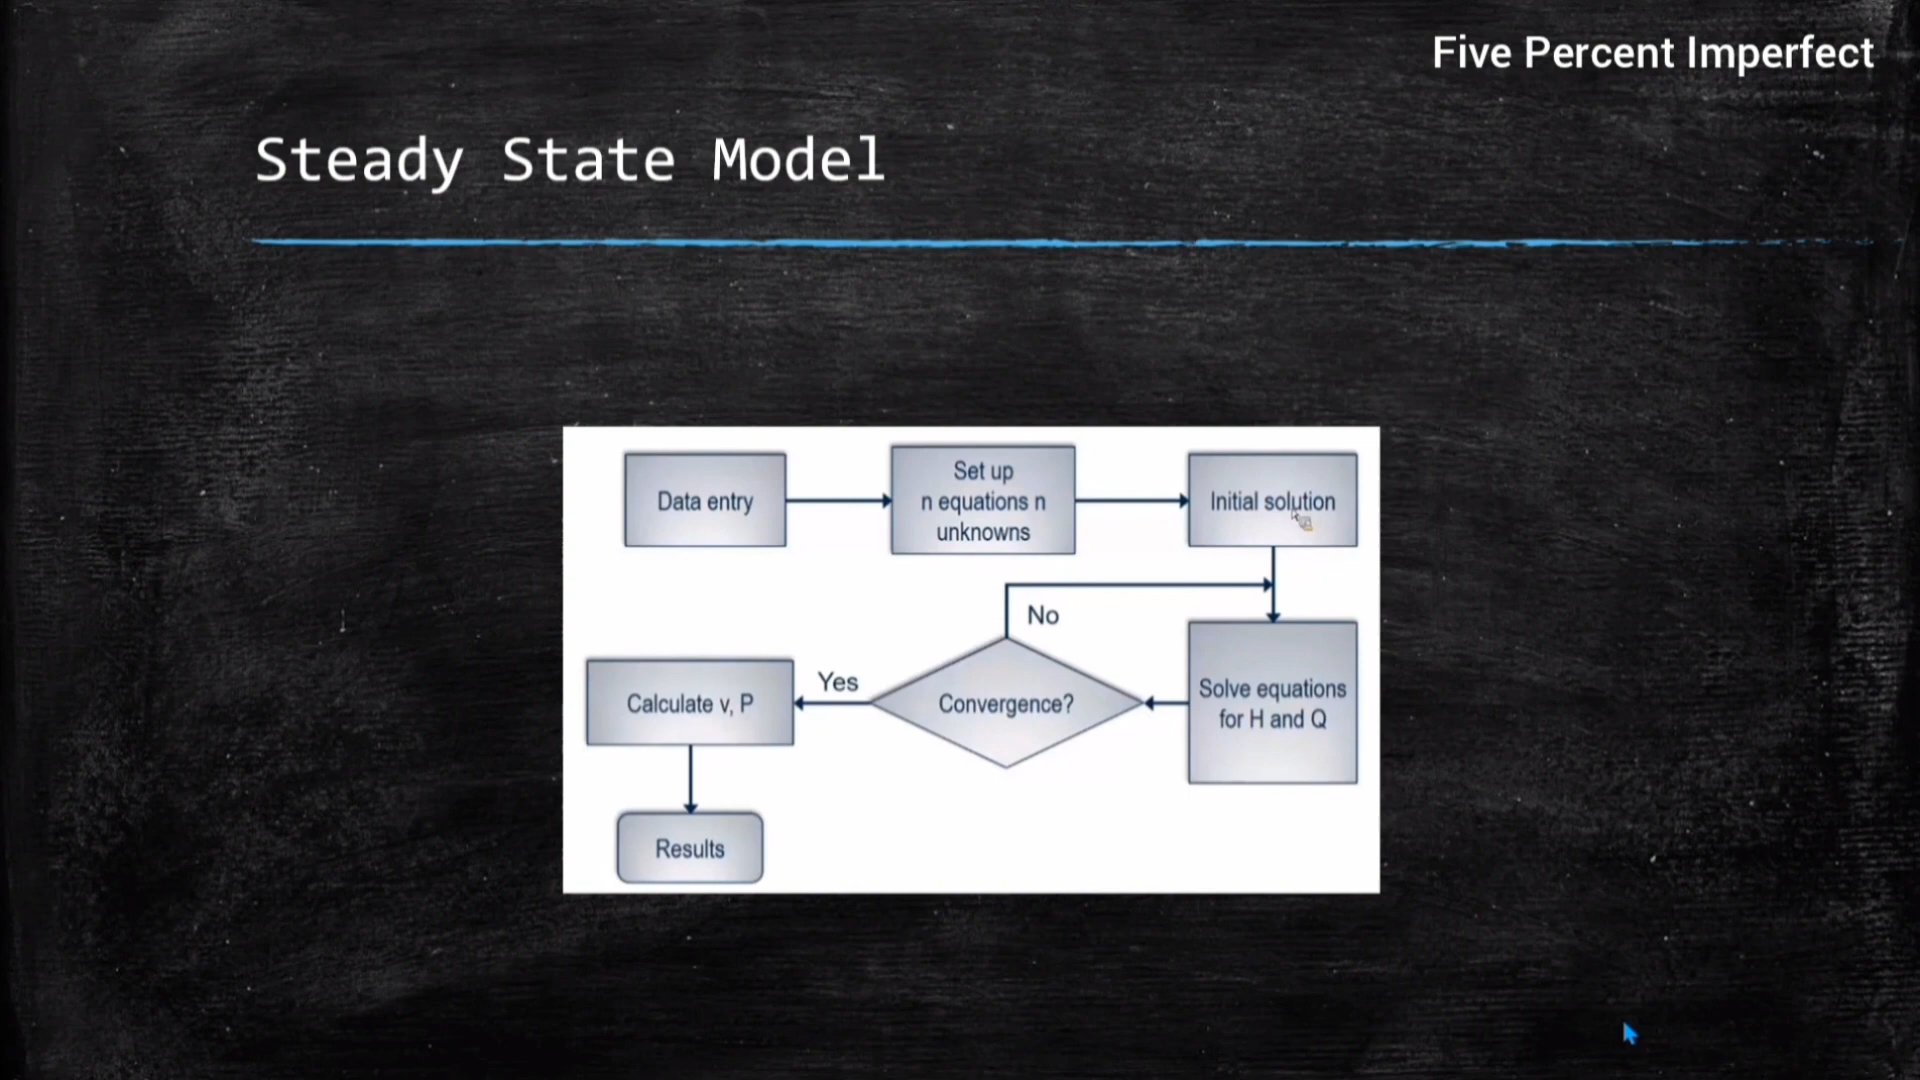 Five Percent Imperfect
Steady State Model
Data entry
Set up
n equations n
unknowns
Initial solution
No
Yes
Calculate v, P
Convergence?
Solve equations
for H and Q
Results